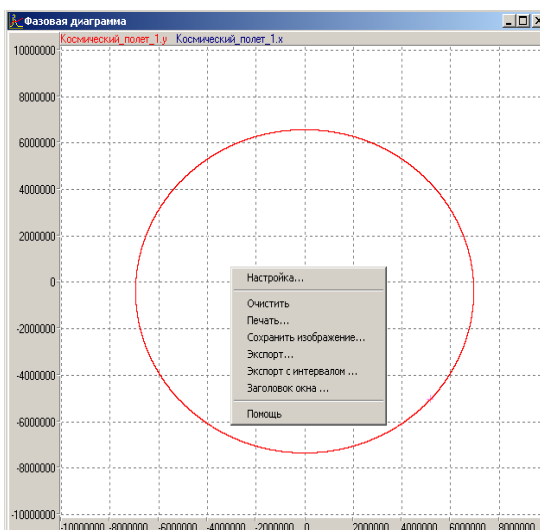 Фазовая диаграмма
Космический_полет_1.y Космический_полет_1.x
10000000
8000000
6000000
4000000
2000000
0
-2000000
-4000000
-6000000
-8000000
-10000000
Настройка...
Очистить
Печать...
Сохранить изображение...
Экспорт...
Экспорт с интервалом ...
Заголовок окна ...
Помощь
-10000000 -8000000 -6000000 -4000000 -2000000 0 2000000 4000000 6000000 8000000